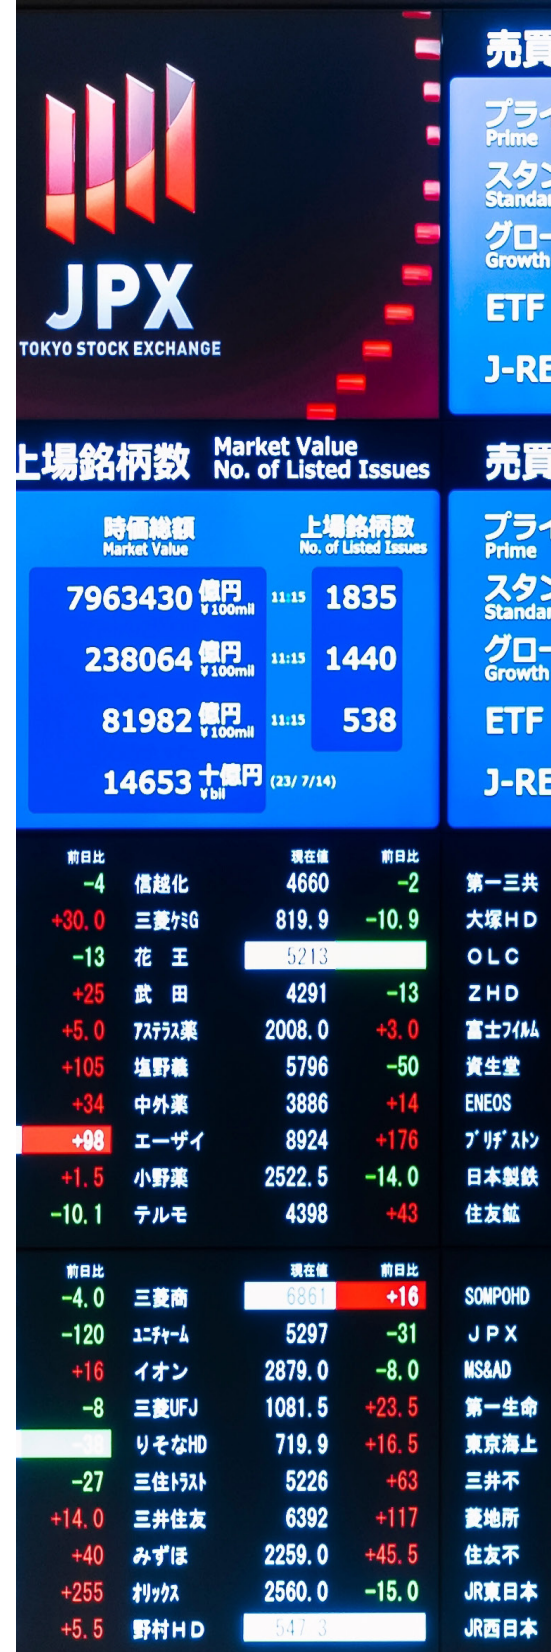 JPX
TOKYO STOCK EXCHANGE
売買
プライ
Prime
スタン
Standar
グロー
Growth
ETF
J-RE
上場銘柄数 Market Value
No. of Listed Issues
時価総額 上場銘柄数
Market Value No. of Listed Issues
7963430 億円 ¥100mil 11:15 1835
238064 億円 ¥100mil 11:15 1440
81982 億円 ¥100mil 11:15 538
14653 十億円 ¥bil (23/ 7/14)
売買
プライ
Prime
スタン
Standar
グロー
Growth
ETF
J-RE
前日比 現在値 前日比
-4 信越化 4660 -2 第一三共
+30.0 三菱ケミG 819.9 -10.9 大塚HD
-13 花王 5213 OLC
+25 武田 4291 -13 ZHD
+5.0 アステラス薬 2008.0 +3.0 富士フイルム
+105 塩野義 5796 -50 資生堂
+34 中外薬 3886 +14 ENEOS
+98 エーザイ 8924 +176 ブリヂストン
+1.5 小野薬 2522.5 -14.0 日本製鉄
-10.1 テルモ 4398 +43 住友鉱
前日比 現在値 前日比
-4.0 三菱商 6861 +16 SOMPOHD
-120 ユニチャーム 5297 -31 JPX
+16 イオン 2879.0 -8.0 MS&AD
-8 三菱UFJ 1081.5 +23.5 第一生命
-38 りそなHD 719.9 +16.5 東京海上
-27 三住トラスト 5226 +63 三井不
+14.0 三井住友 6392 +117 菱地所
+40 みずほ 2259.0 +45.5 住友不
+255 オリックス 2560.0 -15.0 JR東日本
+5.5 野村HD 547.3 JR西日本